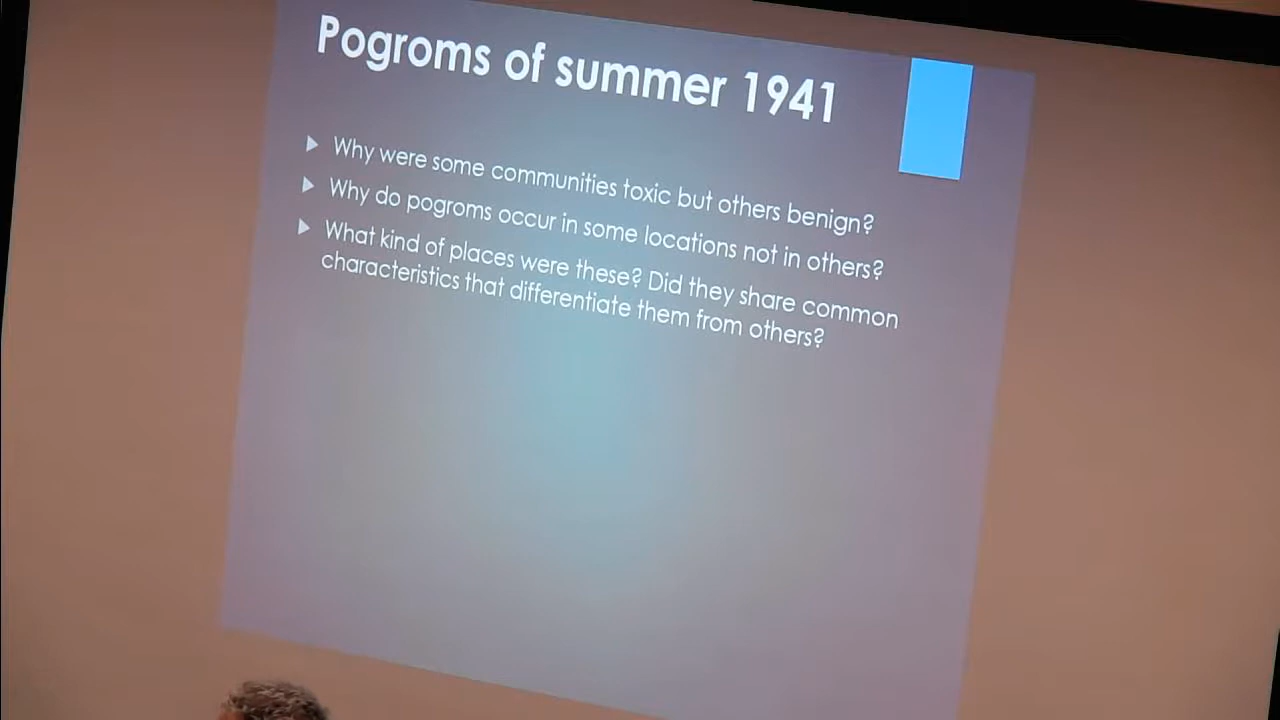 Pogroms of summer 1941
Why were some communities toxic but others benign?
Why do pogroms occur in some locations not in others?
What kind of places were these? Did they share common
characteristics that differentiate them from others?